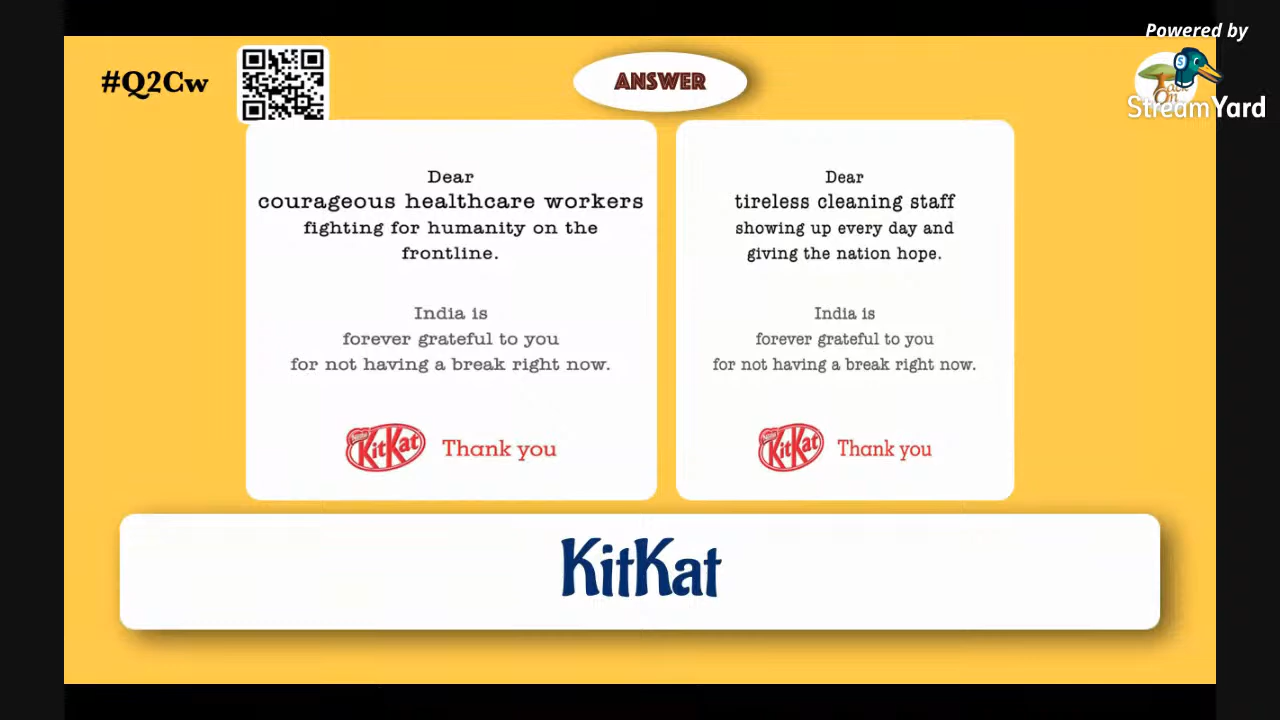 Powered by
#Q2Cw
ANSWER
StreamYard
Dear
courageous healthcare workers
fighting for humanity on the
frontline.
India is
forever grateful to you
for not having a break right now.
KitKat Thank you
Dear
tireless cleaning staff
showing up every day and
giving the nation hope.
India is
forever grateful to you
for not having a break right now.
KitKat Thank you
KitKat